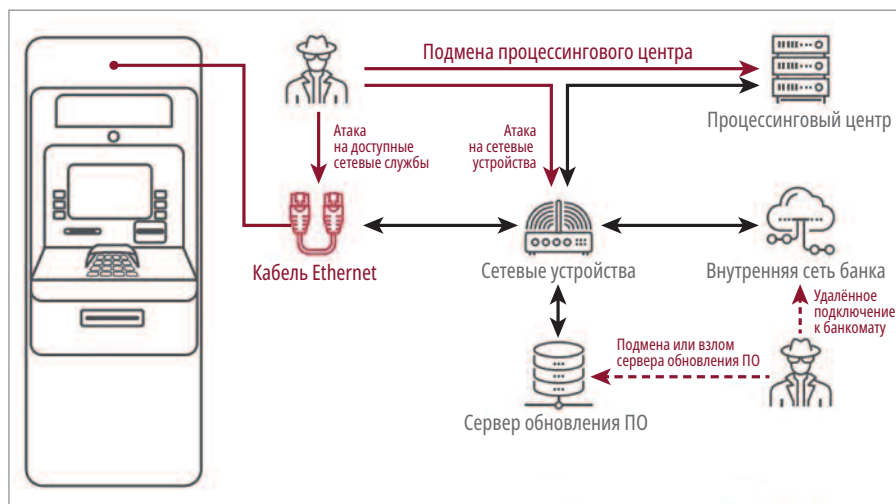 Подмена процессингового центра
Процессинговый центр
Атака
на доступные
сетевые службы
Атака
на сетевые
устройства
Кабель Ethernet
Сетевые устройства
Внутренняя сеть банка
Удалённое
подключение
к банкомату
Подмена или взлом
сервера обновления ПО
Сервер обновления ПО